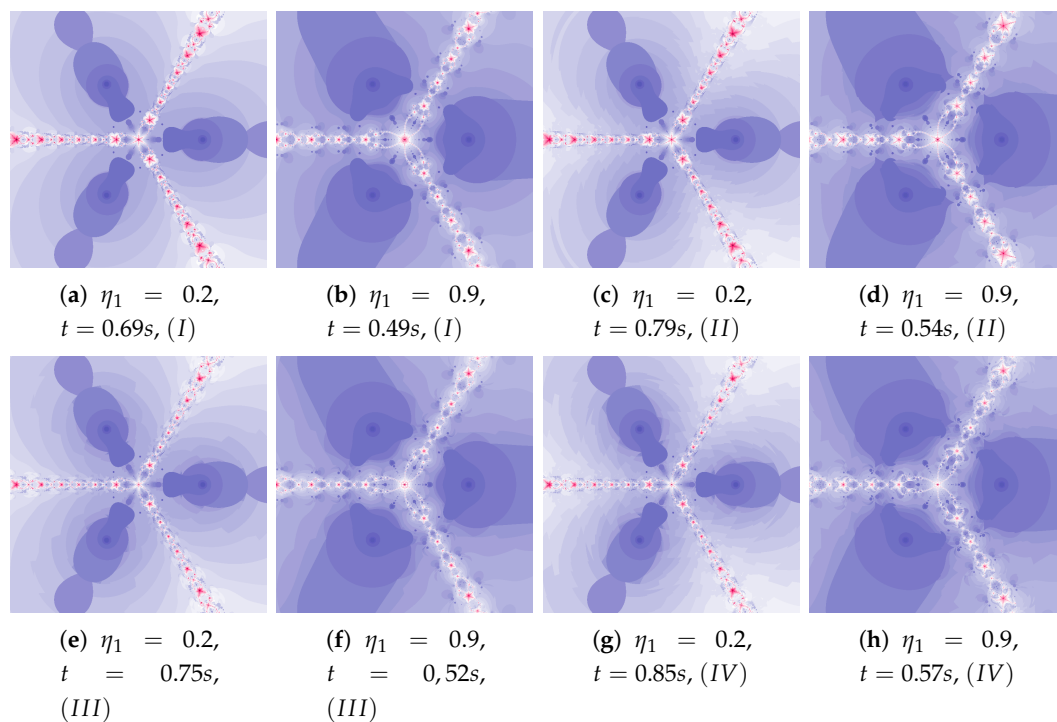 (a) η₁ = 0.2,
t = 0.69s, (I)
(b) η₁ = 0.9,
t = 0.49s, (I)
(c) η₁ = 0.2,
t = 0.79s, (II)
(d) η₁ = 0.9,
t = 0.54s, (II)
(e) η₁ = 0.2,
t = 0.75s,
(III)
(f) η₁ = 0.9,
t = 0,52s,
(III)
(g) η₁ = 0.2,
t = 0.85s, (IV)
(h) η₁ = 0.9,
t = 0.57s, (IV)